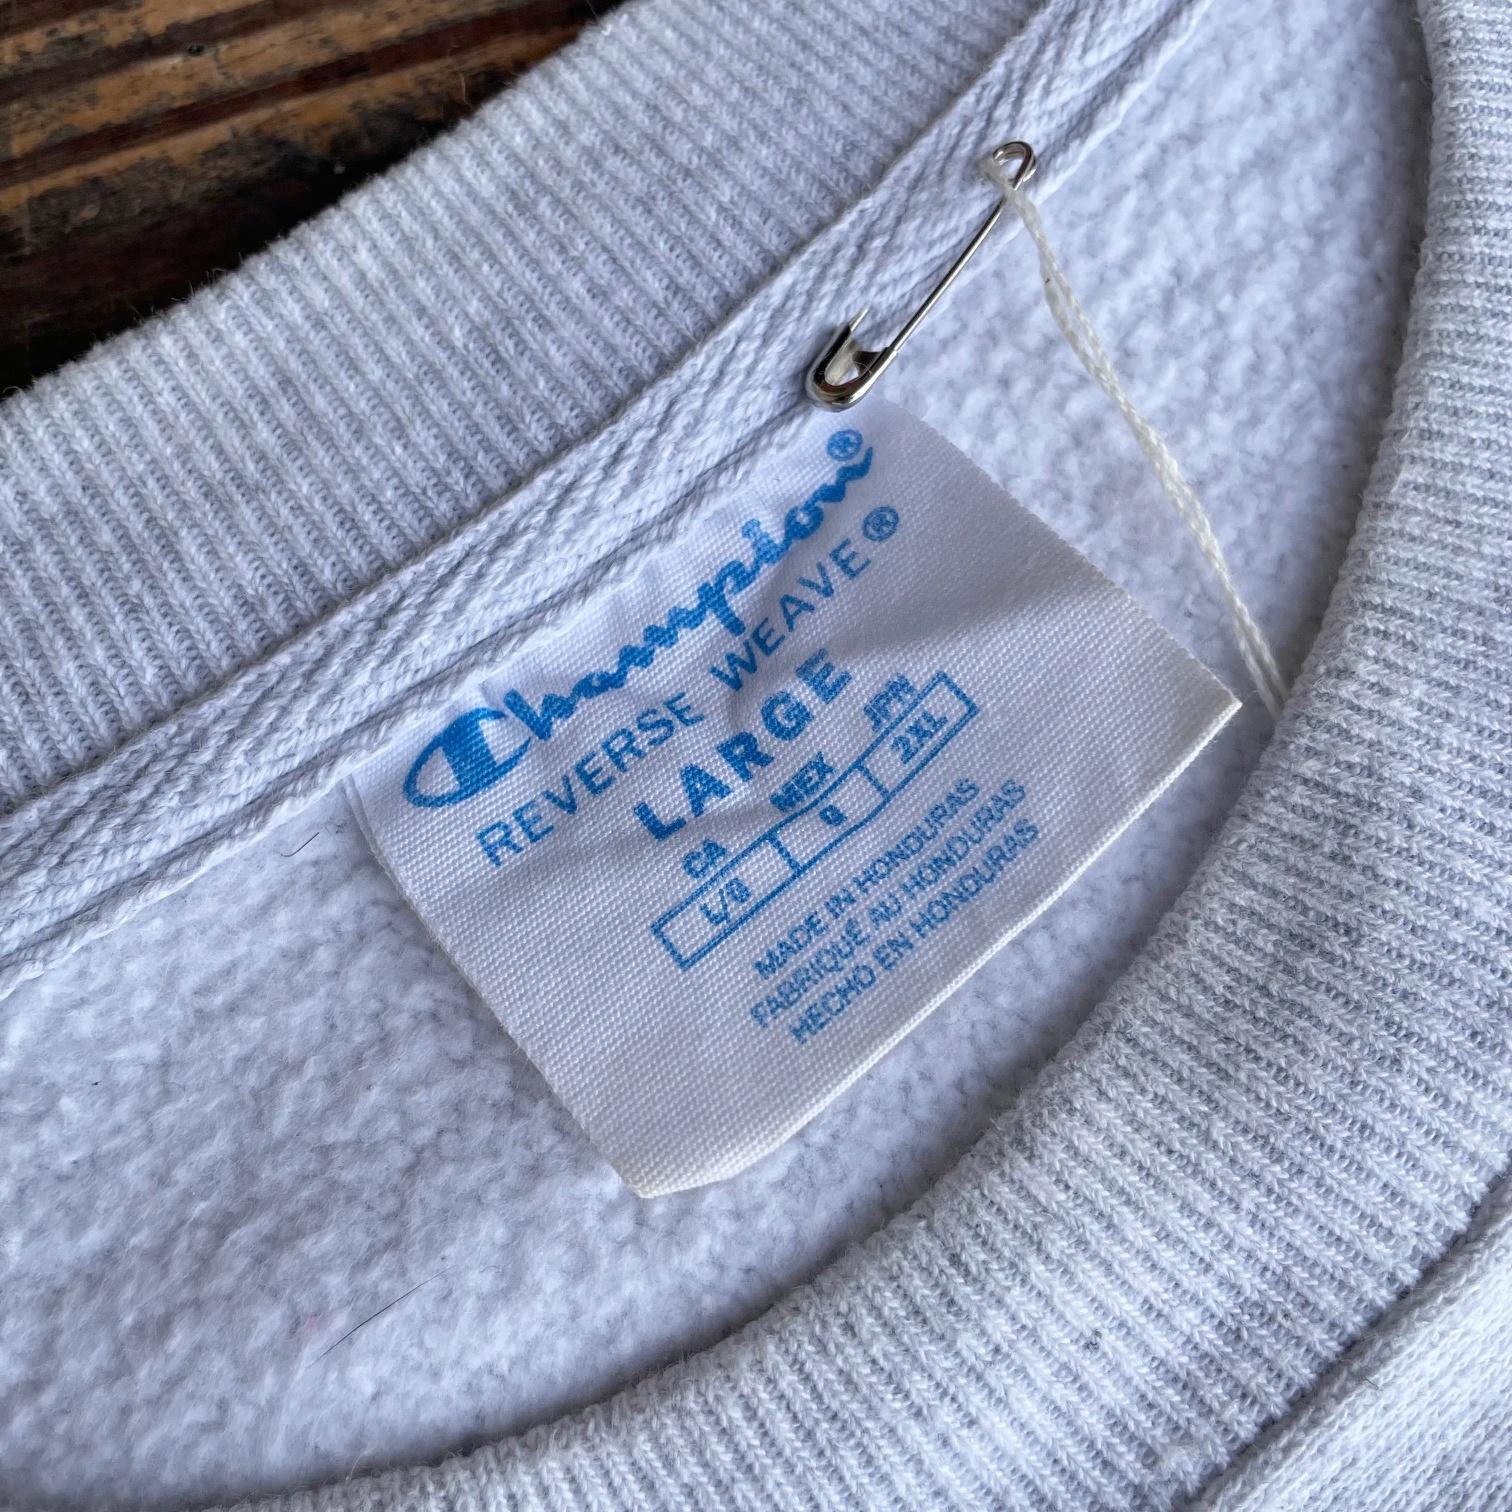 Champion®
REVERSE WEAVE®
LARGE
CA MEX JPN
L/G G 2XL
MADE IN HONDURAS
FABRIQUÉ AU HONDURAS
HECHO EN HONDURAS